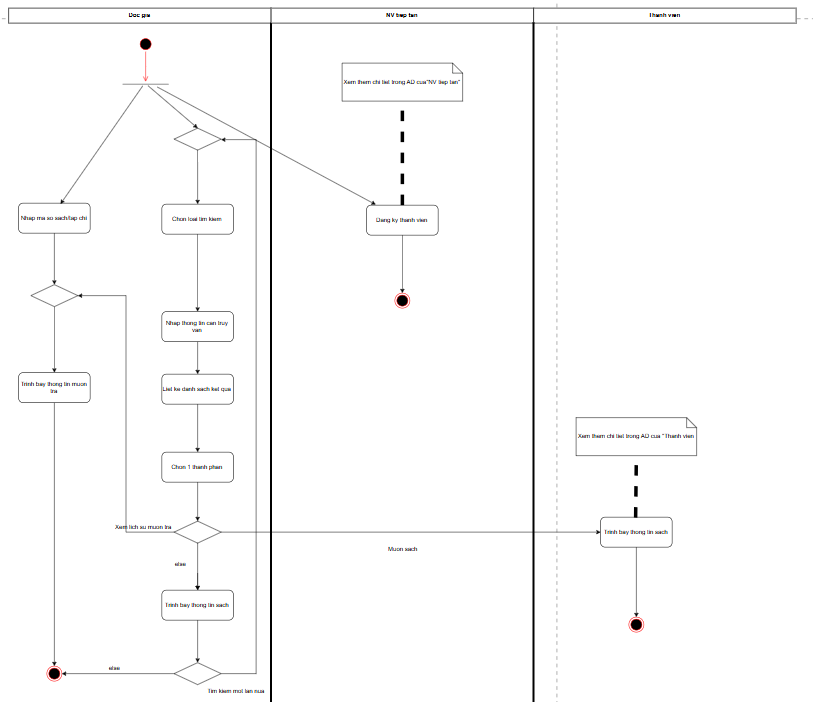 Doc gia
NV tiep tan
Thanh vien
Xem them chi tiet trong AD cua"NV tiep tan"
Nhap ma so sach/tap chi
Chon loai tim kiem
Dang ky thanh vien
Nhap thong tin can truy
van
Trinh bay thong tin muon
tra
Liet ke danh sach ket qua
Xem them chi tiet trong AD cua "Thanh vien
Chon 1 thanh phan
Xem lich su muon tra
Trinh bay thong tin sach
Muon sach
else
Trinh bay thong tin sach
else
Tim kiem mot lan nua